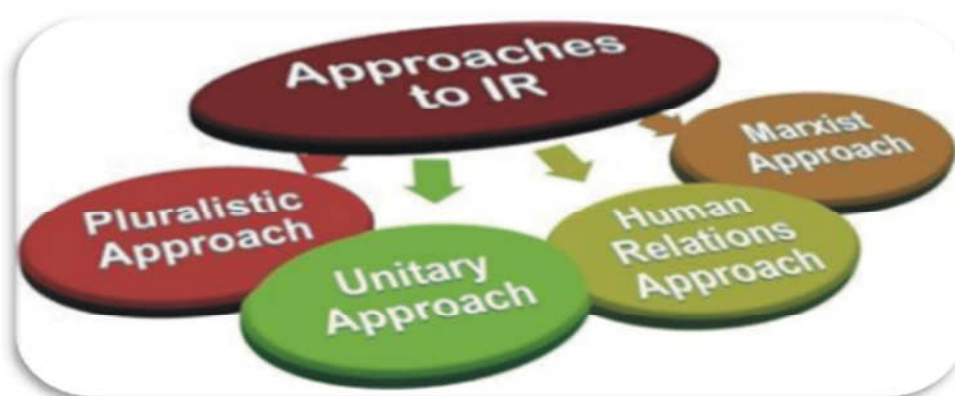 Approaches
to IR
Pluralistic
Approach
Unitary
Approach
Human
Relations
Approach
Marxist
Approach